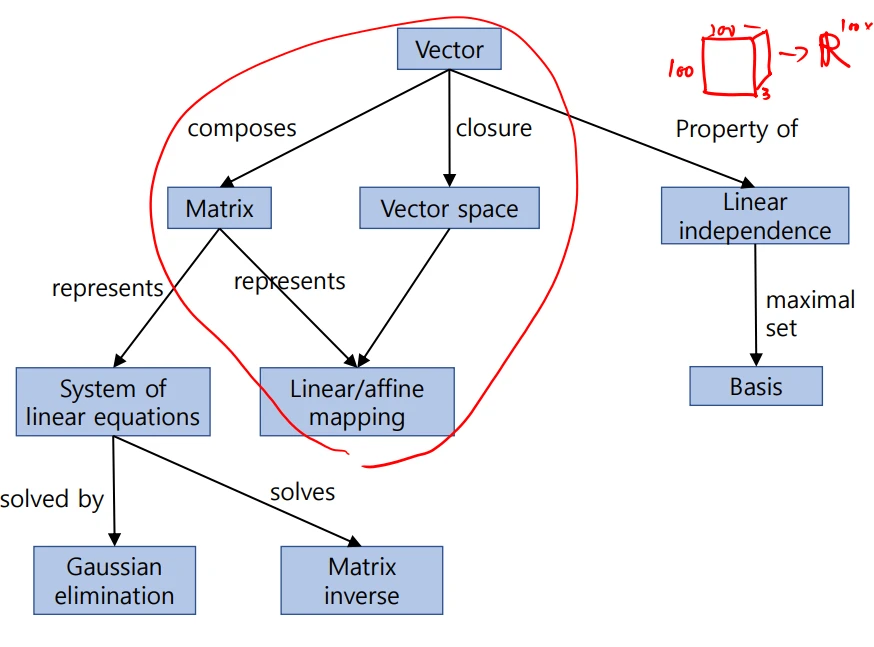 Vector
100
100
3
R
100x
composes
closure
Property of
Matrix
Vector space
Linear
independence
represents
represents
maximal
set
System of
linear equations
Linear/affine
mapping
Basis
solved by
solves
Gaussian
elimination
Matrix
inverse